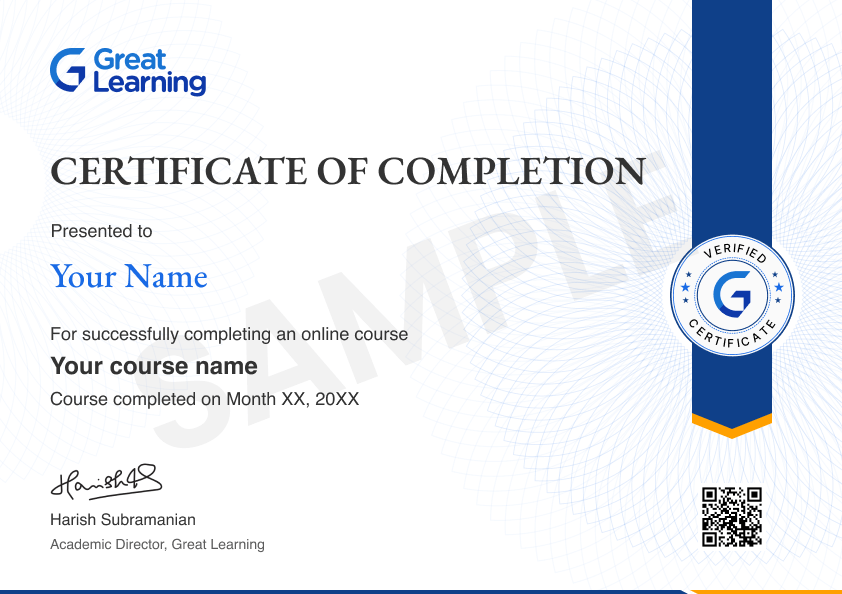 Great
Learning
CERTIFICATE OF COMPLETION
Presented to
Your Name
For successfully completing an online course
Your course name
Course completed on Month XX, 20XX
SAMPLE
VERIFIED
G
CERTIFICATE
Harish Subramanian
Academic Director, Great Learning